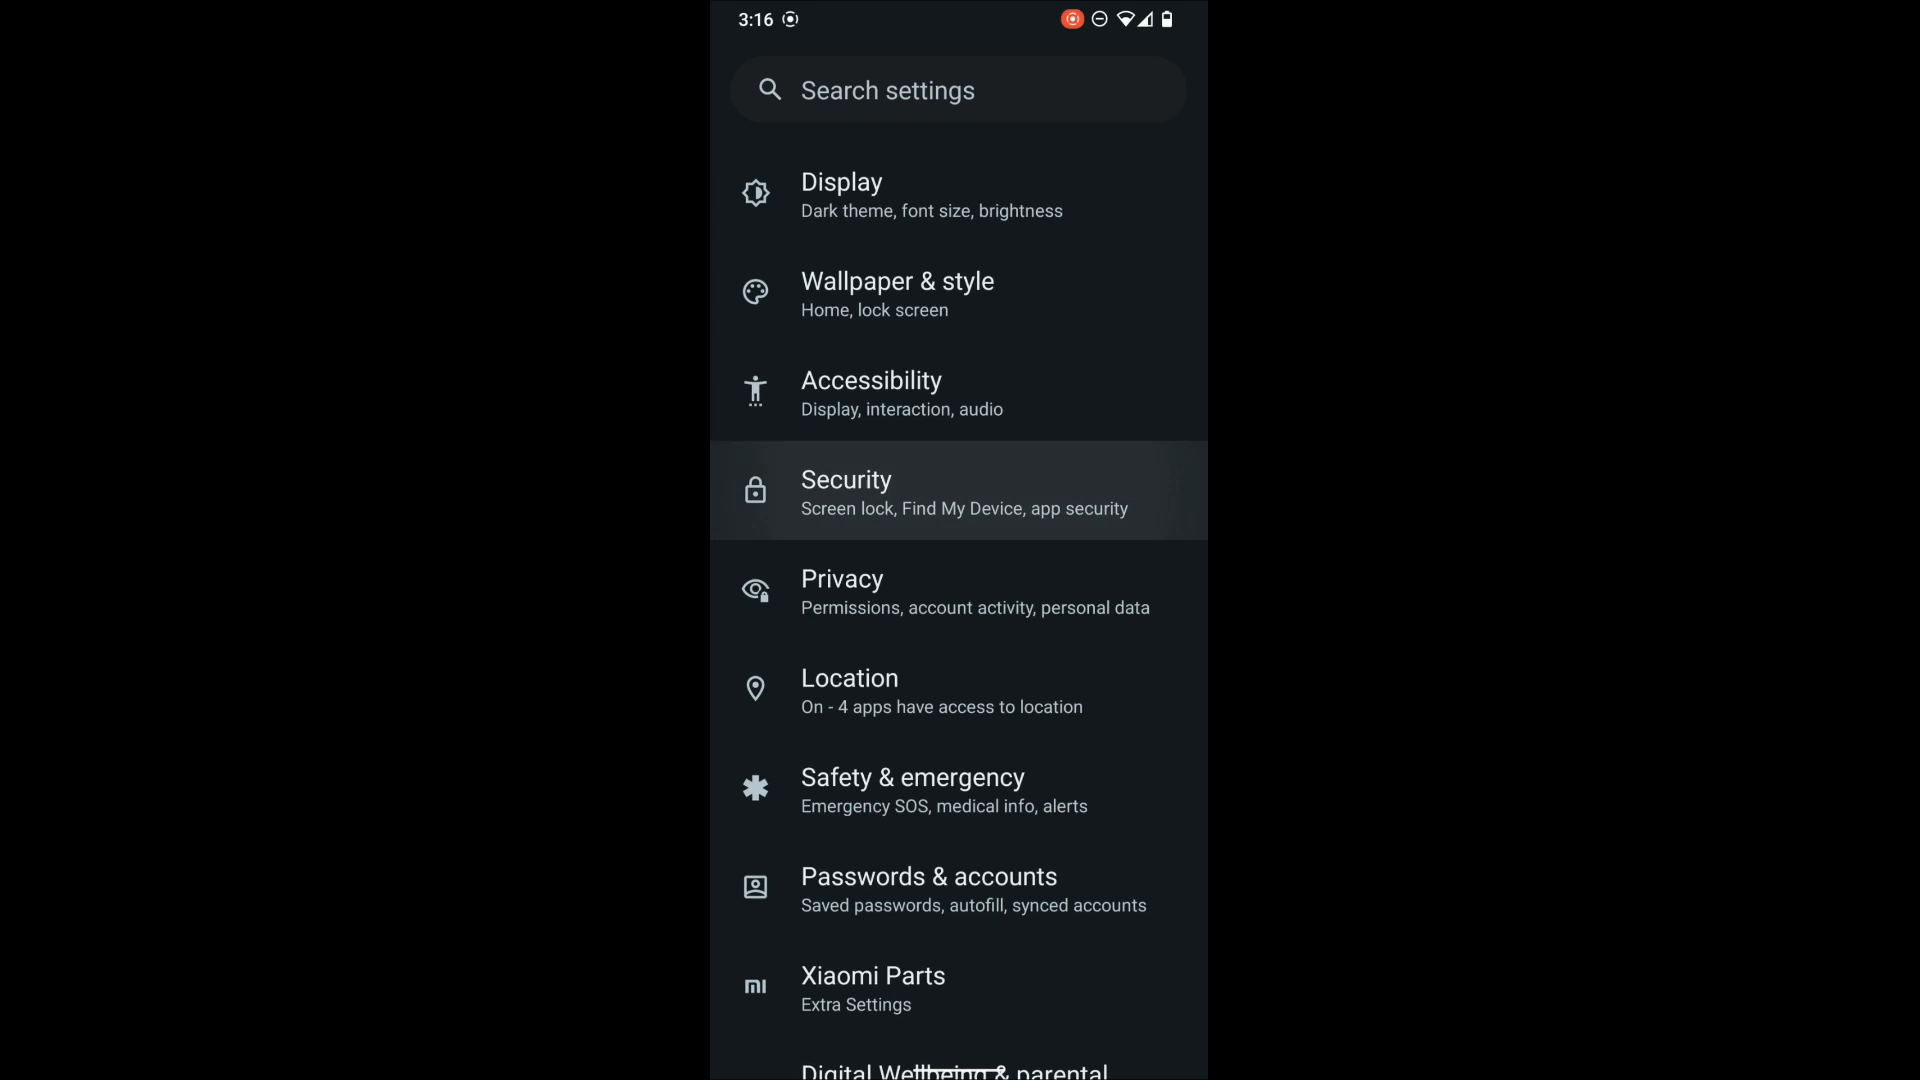 3:16
Search settings
Display
Dark theme, font size, brightness
Wallpaper & style
Home, lock screen
Accessibility
Display, interaction, audio
Security
Screen lock, Find My Device, app security
Privacy
Permissions, account activity, personal data
Location
On - 4 apps have access to location
Safety & emergency
Emergency SOS, medical info, alerts
Passwords & accounts
Saved passwords, autofill, synced accounts
Xiaomi Parts
Extra Settings
Digital Wellbeing & parental